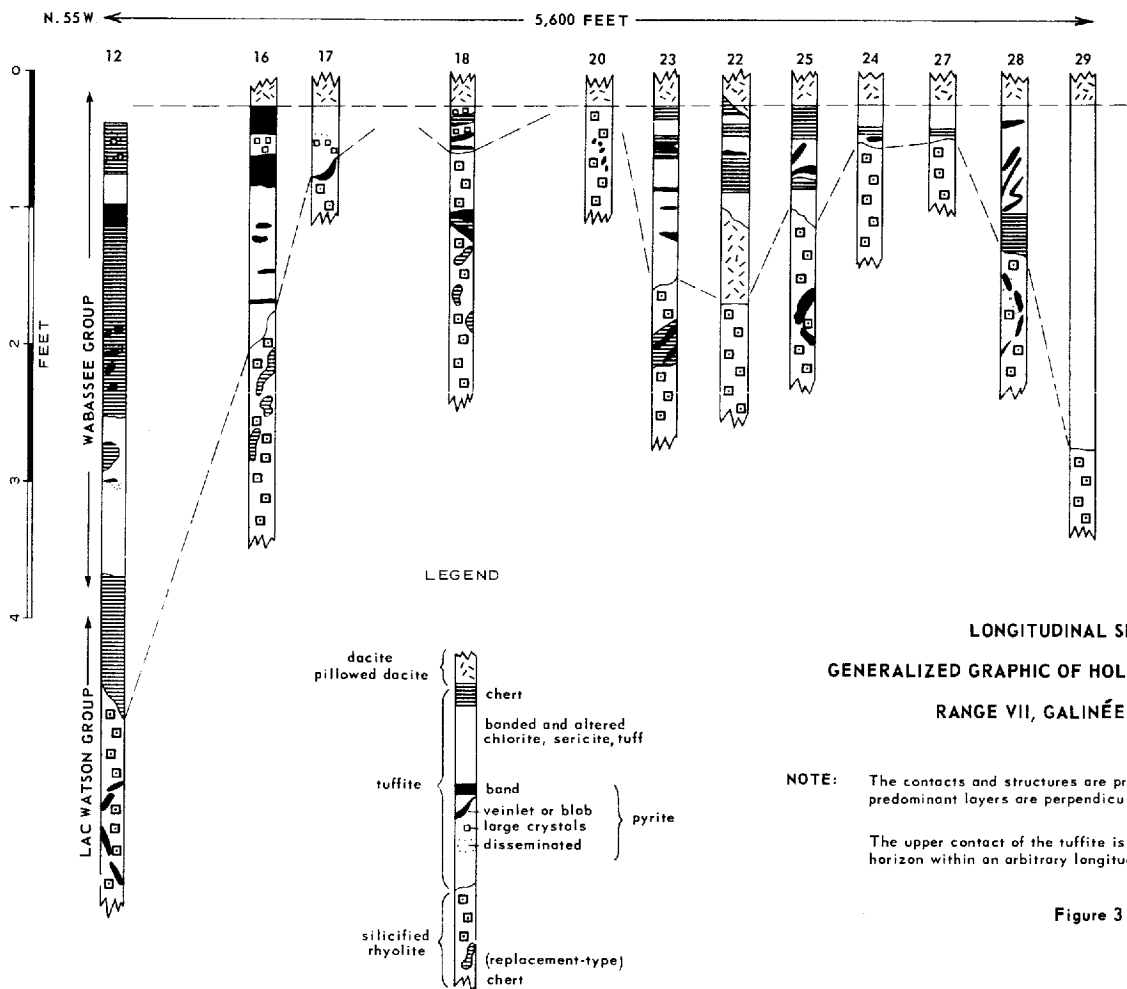 N. 55 W.
5,600 FEET
12 16 17 18 20 23 22 25 24 27 28 29
0
1
2
3
4
FEET
WABASSEE GROUP
LAC WATSON GROUP
LEGEND
dacite
pillowed dacite
chert
banded and altered
chlorite, sericite, tuff
tuffite
band
veinlet or blob
large crystals
disseminated
pyrite
silicified
rhyolite
(replacement-type)
chert
LONGITUDINAL
GENERALIZED GRAPHIC OF
RANGE VII, GALINÉE
NOTE: The contacts and structures are
predominant layers are
The upper contact of the tuffite is
horizon within an arbitrary
Figure 3